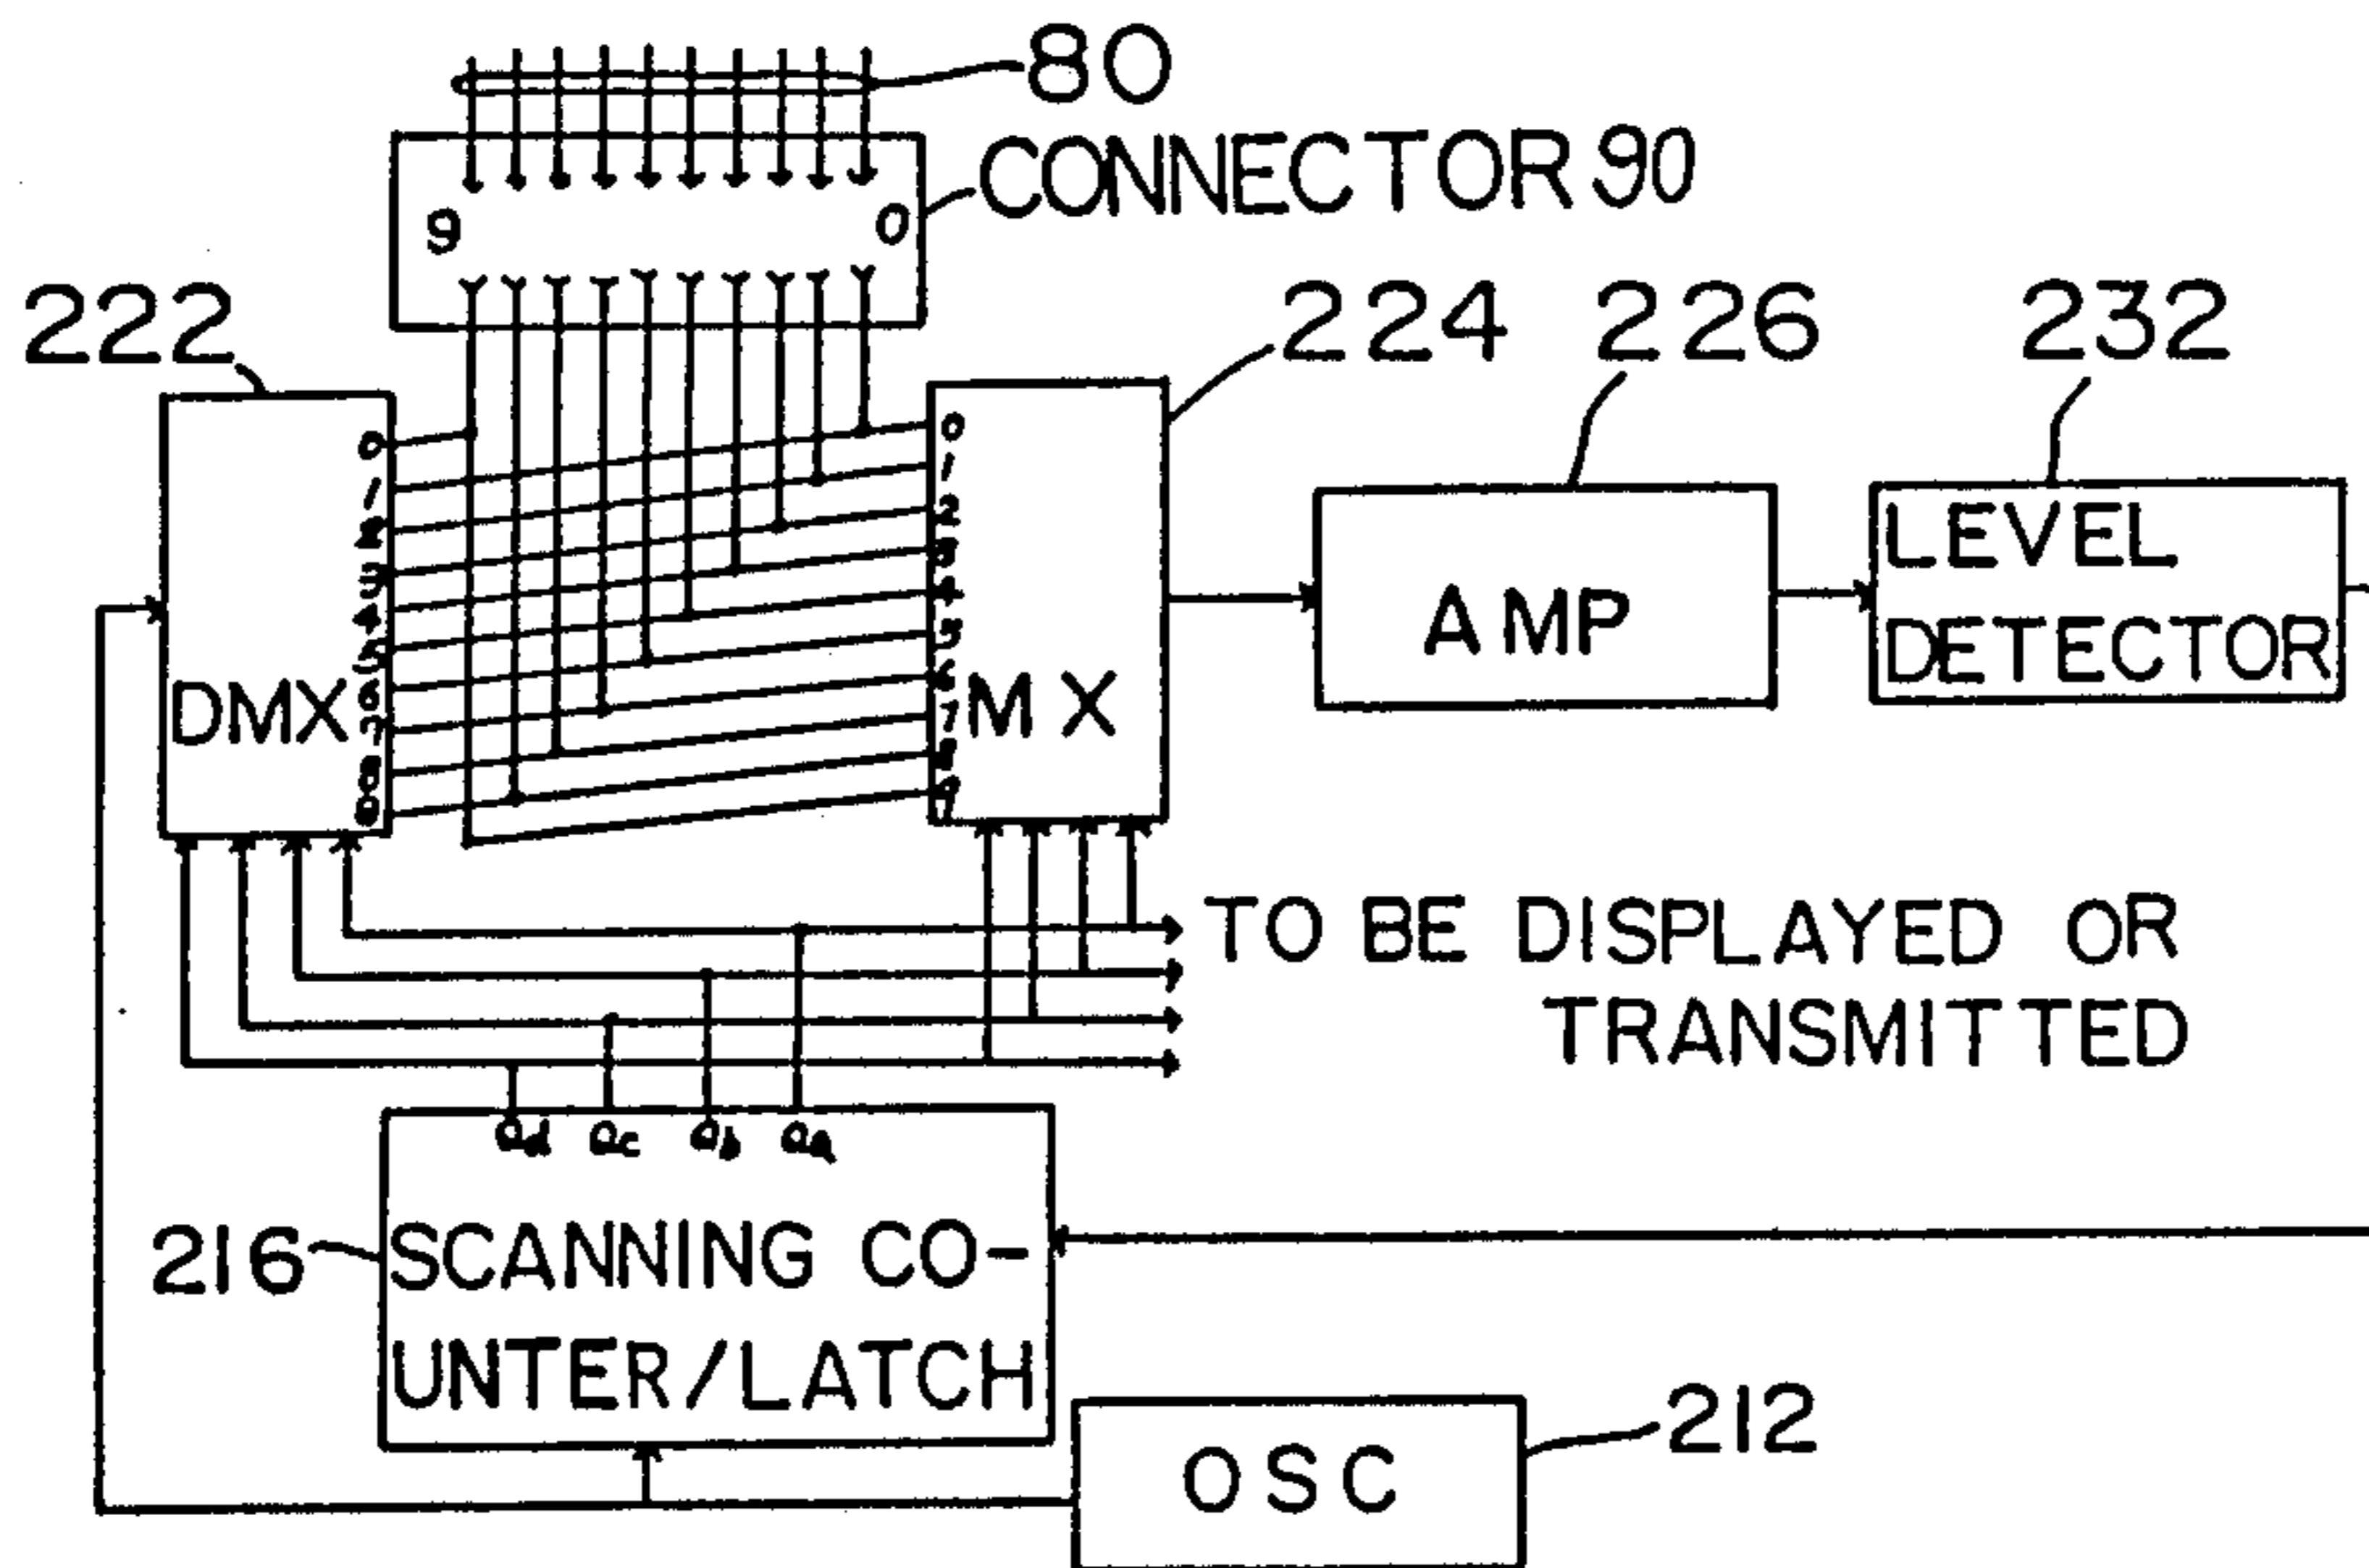 80
CONNECTOR 90
9 0
222
224
226
232
0
1
2
3
4
5
6
7
8
9
DMX
0
1
2
3
4
5
6
7
8
9
MX
AMP
LEVEL
DETECTOR
TO BE DISPLAYED OR
TRANSMITTED
Qd Qc Qb QA
216
SCANNING CO-
UNTER/LATCH
OSC
212